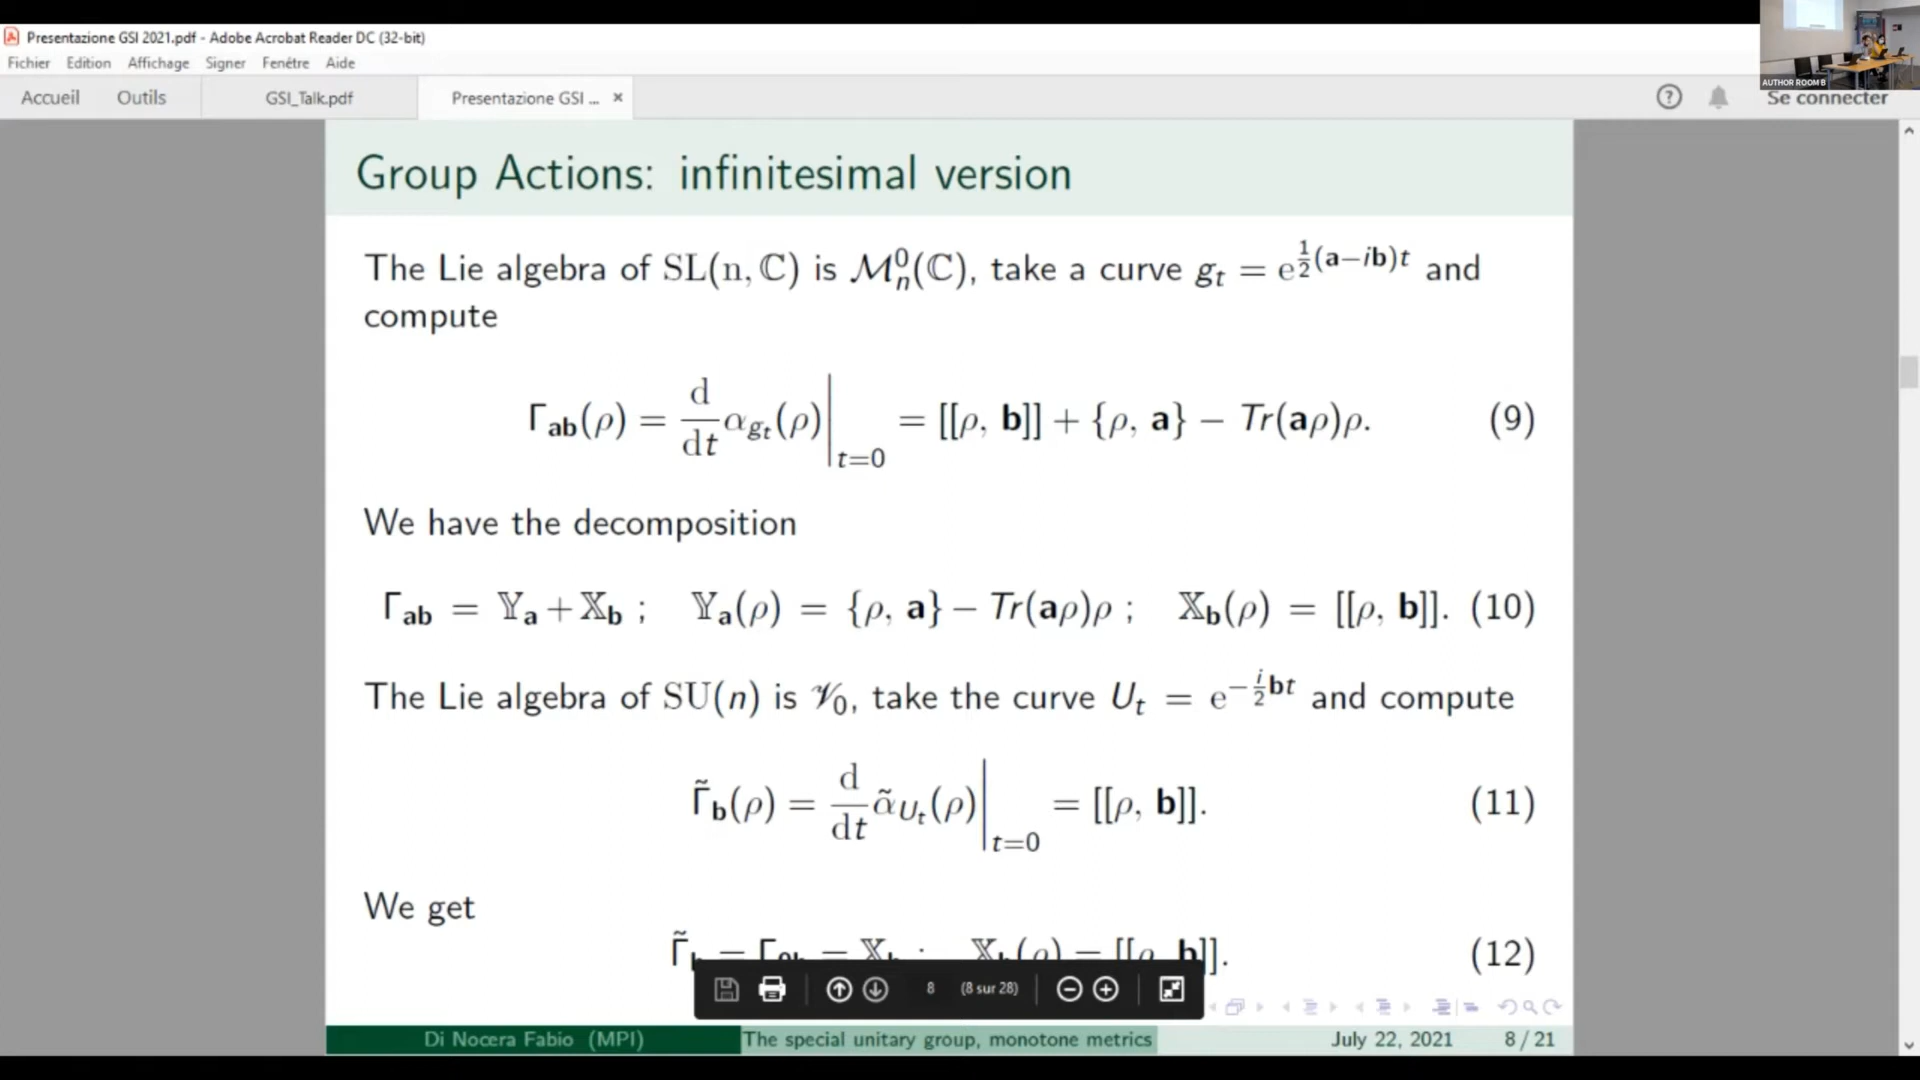 Presentazione GSI 2021.pdf - Adobe Acrobat Reader DC (32-bit)
Fichier Edition Affichage Signer Fenêtre Aide
Accueil Outils GSI_Talk.pdf Presentazione GSI ... × ? Se connecter
AUTHOR ROOM B
Group Actions: infinitesimal version
The Lie algebra of SL(n, ℂ) is ℳ⁰ₙ(ℂ), take a curve gₜ = e^{½(𝐚−i𝐛)t} and
compute
Γ_𝐚𝐛(ρ) = d/dt α_{gₜ}(ρ)|_{t=0} = [[ρ, 𝐛]] + {ρ, 𝐚} − Tr(𝐚ρ)ρ. (9)
We have the decomposition
Γ_𝐚𝐛 = 𝕐_𝐚 + 𝕏_𝐛 ; 𝕐_𝐚(ρ) = {ρ, 𝐚} − Tr(𝐚ρ)ρ ; 𝕏_𝐛(ρ) = [[ρ, 𝐛]]. (10)
The Lie algebra of SU(n) is 𝒱₀, take the curve Uₜ = e^{−(i/2)𝐛t} and compute
Γ̃_𝐛(ρ) = d/dt α̃_{Uₜ}(ρ)|_{t=0} = [[ρ, 𝐛]]. (11)
We get
(12)
8 (8 sur 28)
Di Nocera Fabio (MPI) The special unitary group, monotone metrics July 22, 2021 8 / 21